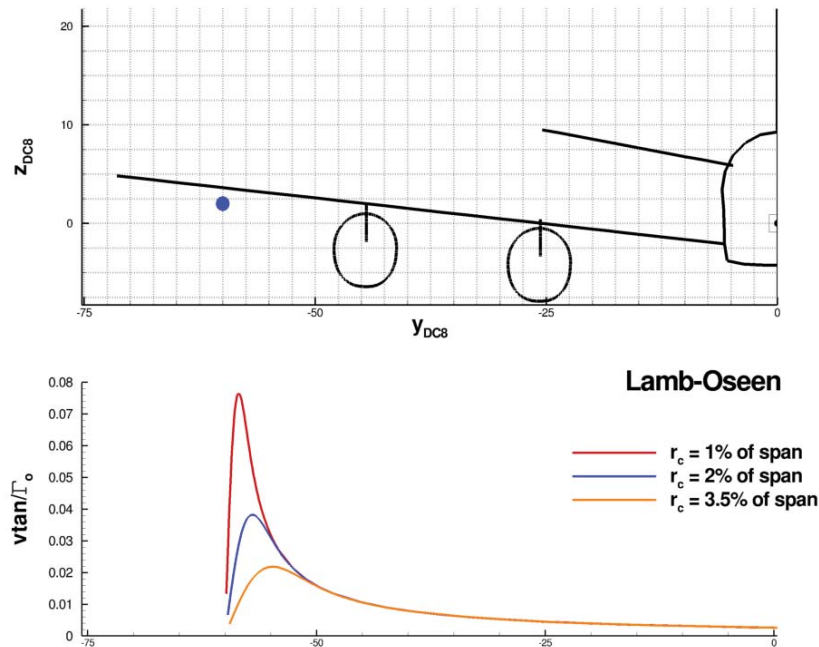 20
10
0
z_DC8
-75
-50
-25
0
y_DC8
Lamb-Oseen
0.08
0.07
0.06
0.05
0.04
0.03
0.02
0.01
0
vtan/Γ_o
r_c = 1% of span
r_c = 2% of span
r_c = 3.5% of span
-75
-50
-25
0